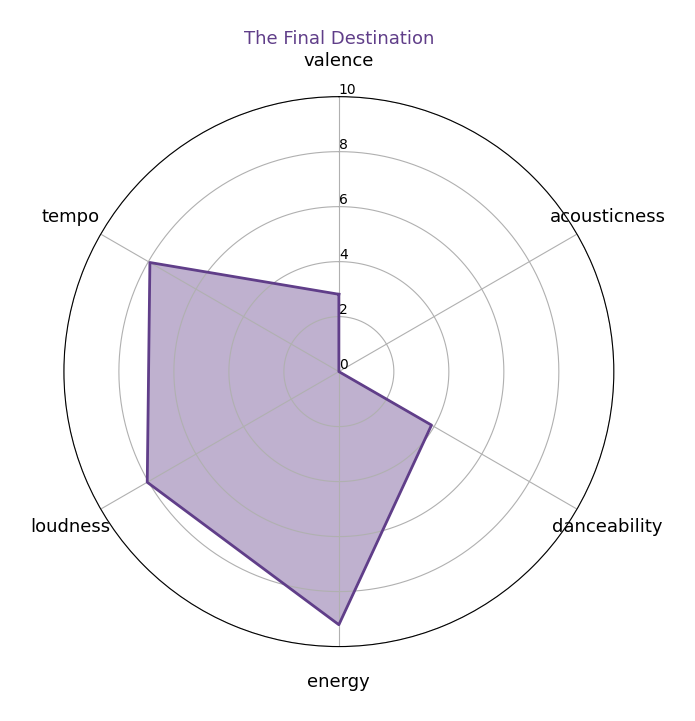 The Final Destination
valence
10
8
6
4
2
0
tempo
acousticness
loudness
danceability
energy